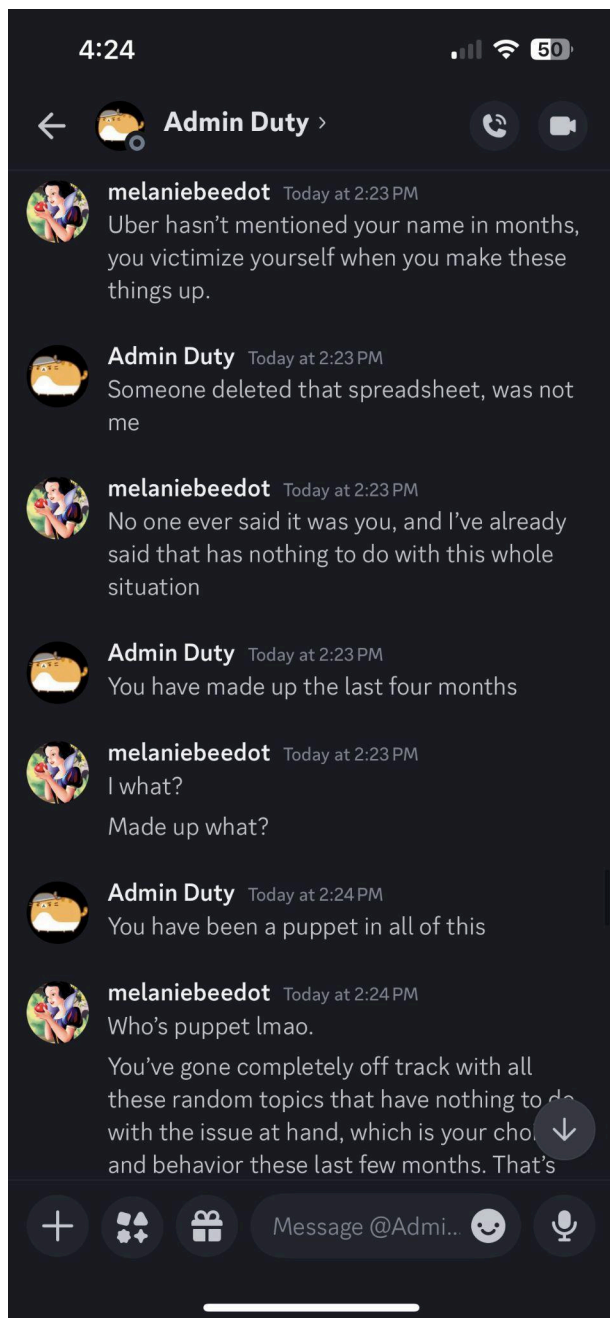 4:24
50
Admin Duty
melaniebeedot Today at 2:23 PM
Uber hasn't mentioned your name in months,
you victimize yourself when you make these
things up.
Admin Duty Today at 2:23 PM
Someone deleted that spreadsheet, was not
me
melaniebeedot Today at 2:23 PM
No one ever said it was you, and I've already
said that has nothing to do with this whole
situation
Admin Duty Today at 2:23 PM
You have made up the last four months
melaniebeedot Today at 2:23 PM
I what?
Made up what?
Admin Duty Today at 2:24 PM
You have been a puppet in all of this
melaniebeedot Today at 2:24 PM
Who's puppet lmao.
You've gone completely off track with all
these random topics that have nothing to do
with the issue at hand, which is your
and behavior these last few months. That's
Message @Admi...